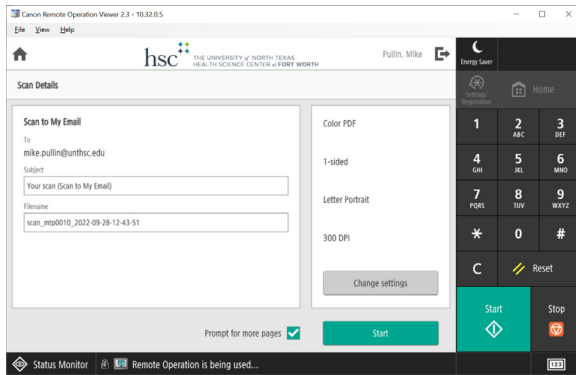 Canon Remote Operation Viewer 2.3 - 10.32.0.5
File View Help
hsc THE UNIVERSITY of NORTH TEXAS
HEALTH SCIENCE CENTER at FORT WORTH
Pullin, Mike
Scan Details
Scan to My Email
To
mike.pullin@unthsc.edu
Subject
Your scan (Scan to My Email)
Filename
scan_mtp0010_2022-09-28-12-43-51
Color PDF
1-sided
Letter Portrait
300 DPI
Change settings
Prompt for more pages
Start
Energy Saver
Settings/
Registration
Home
1 2 3
ABC DEF
4 5 6
GHI JKL MNO
7 8 9
PQRS TUV WXYZ
* 0 #
C Reset
Start Stop
Status Monitor Remote Operation is being used...
123